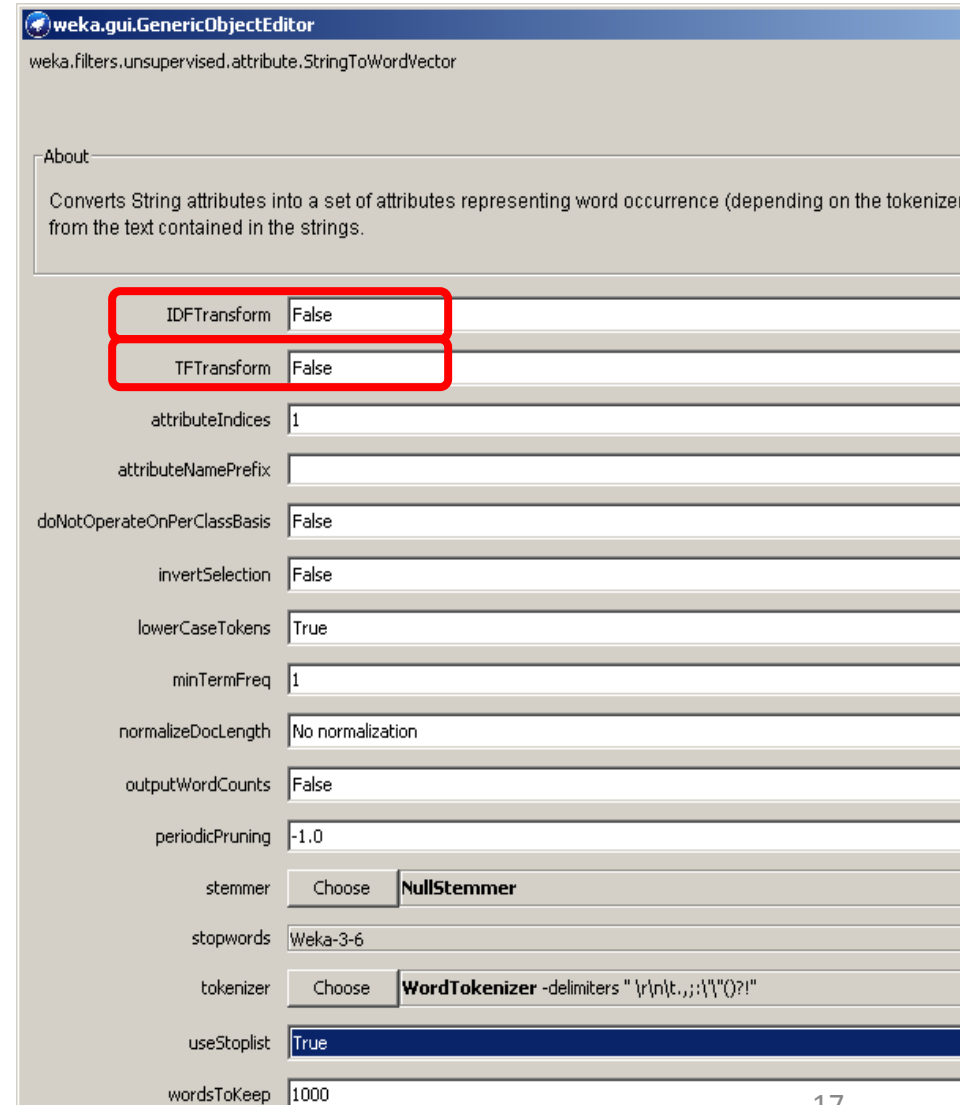 weka.gui.GenericObjectEditor
weka.filters.unsupervised.attribute.StringToWordVector
About
Converts String attributes into a set of attributes representing word occurrence (depending on the tokenizer
from the text contained in the strings.
IDFTransform False
TFTransform False
attributeIndices 1
attributeNamePrefix
doNotOperateOnPerClassBasis False
invertSelection False
lowerCaseTokens True
minTermFreq 1
normalizeDocLength No normalization
outputWordCounts False
periodicPruning -1.0
stemmer Choose NullStemmer
stopwords Weka-3-6
tokenizer Choose WordTokenizer -delimiters " \r\n\t.,;:\'\"()?!"
useStoplist True
wordsToKeep 1000
17